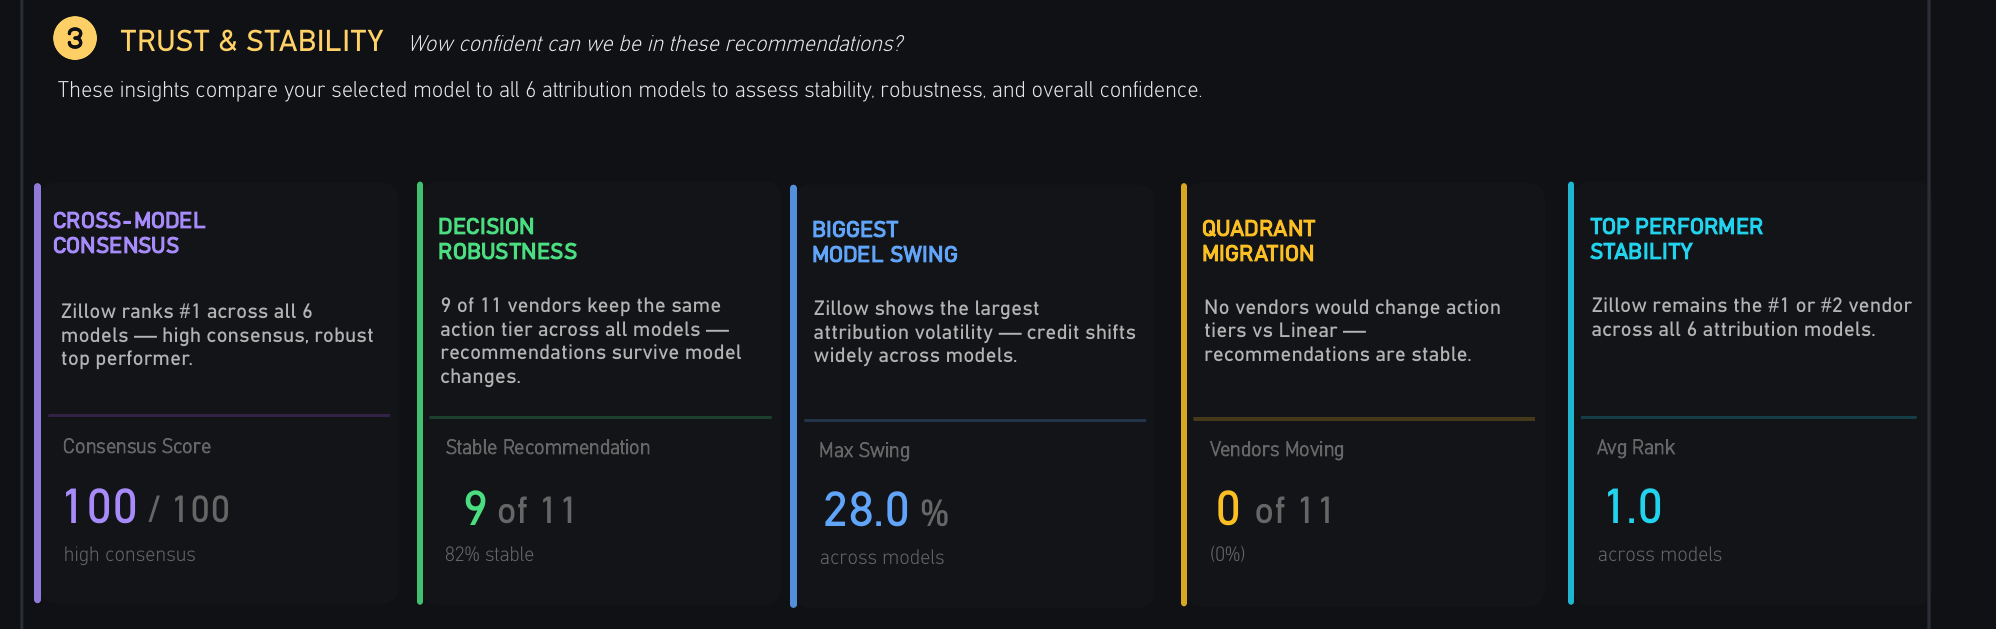 3 TRUST & STABILITY Wow confident can we be in these recommendations?
These insights compare your selected model to all 6 attribution models to assess stability, robustness, and overall confidence.
CROSS-MODEL
CONSENSUS
Zillow ranks #1 across all 6
models — high consensus, robust
top performer.
Consensus Score
100 / 100
high consensus
DECISION
ROBUSTNESS
9 of 11 vendors keep the same
action tier across all models —
recommendations survive model
changes.
Stable Recommendation
9 of 11
82% stable
BIGGEST
MODEL SWING
Zillow shows the largest
attribution volatility — credit shifts
widely across models.
Max Swing
28.0 %
across models
QUADRANT
MIGRATION
No vendors would change action
tiers vs Linear —
recommendations are stable.
Vendors Moving
0 of 11
(0%)
TOP PERFORMER
STABILITY
Zillow remains the #1 or #2 vendor
across all 6 attribution models.
Avg Rank
1.0
across models